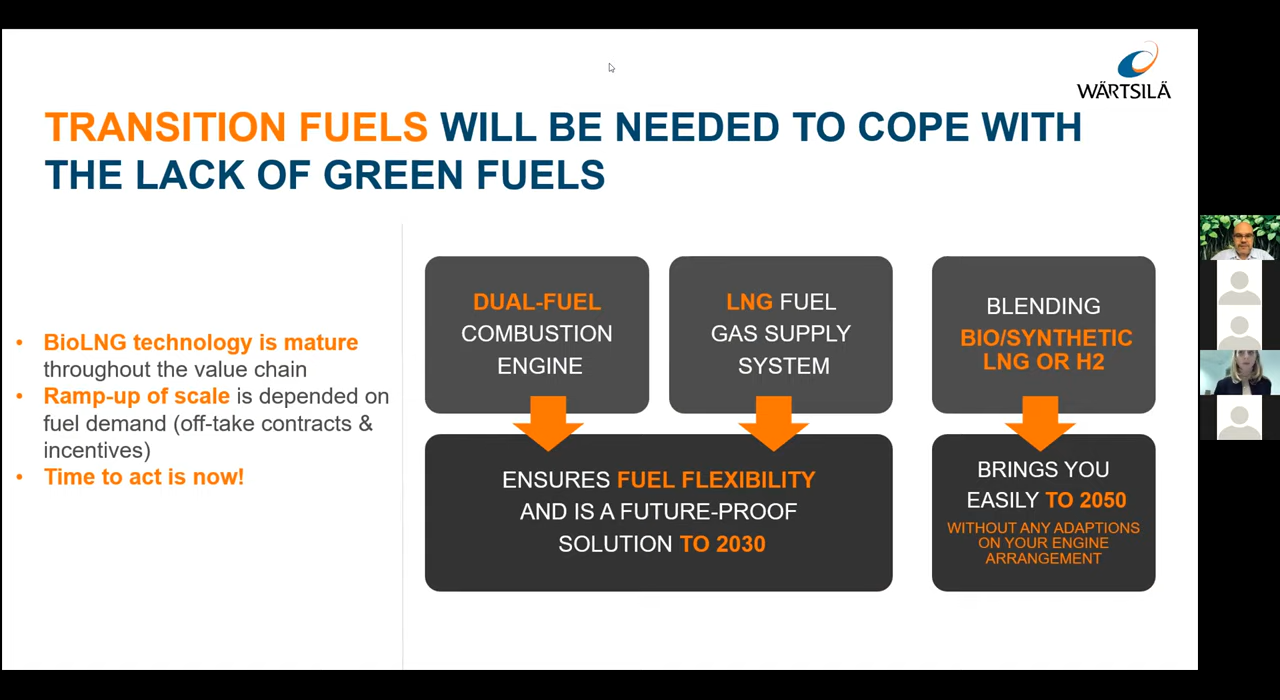 WÄRTSILÄ
TRANSITION FUELS WILL BE NEEDED TO COPE WITH
THE LACK OF GREEN FUELS
• BioLNG technology is mature
throughout the value chain
• Ramp-up of scale is depended on
fuel demand (off-take contracts &
incentives)
• Time to act is now!
DUAL-FUEL
COMBUSTION
ENGINE
LNG FUEL
GAS SUPPLY
SYSTEM
BLENDING
BIO/SYNTHETIC
LNG OR H2
ENSURES FUEL FLEXIBILITY
AND IS A FUTURE-PROOF
SOLUTION TO 2030
BRINGS YOU
EASILY TO 2050
WITHOUT ANY ADAPTIONS
ON YOUR ENGINE
ARRANGEMENT